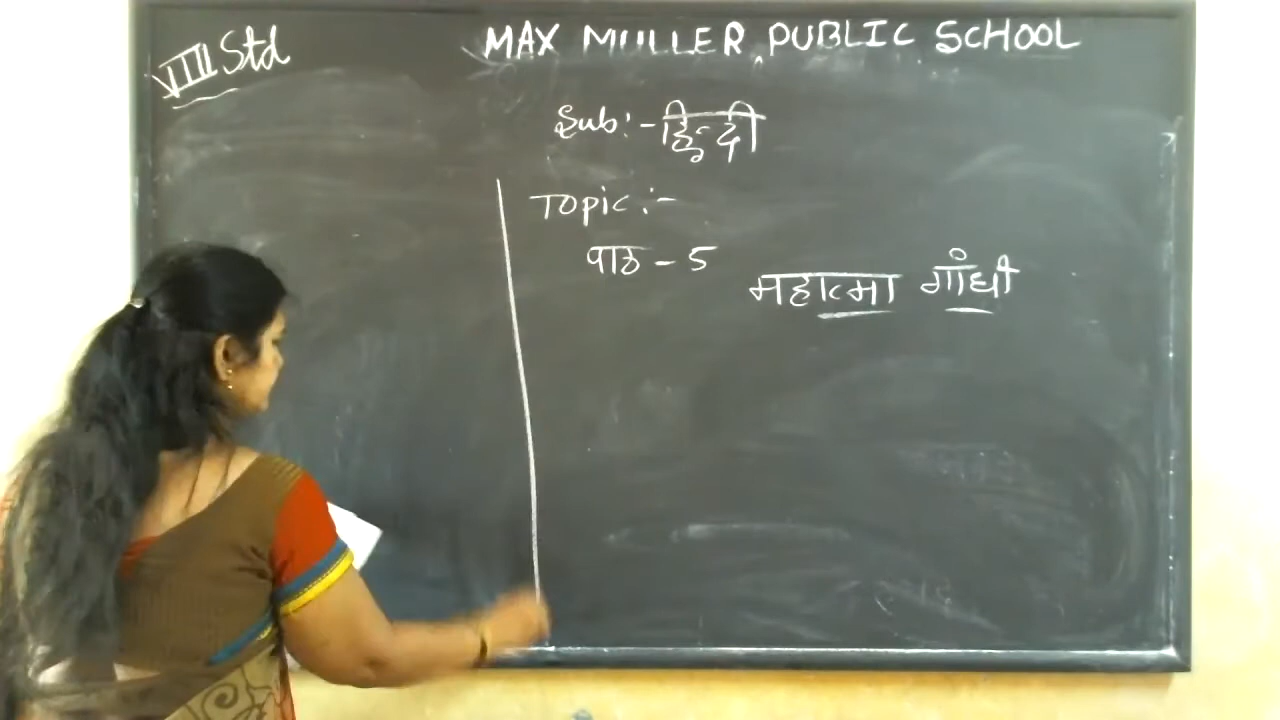 VIII Std
MAX MULLER PUBLIC SCHOOL
Sub:- हिन्दी
Topic:-
पाठ - 5
महात्मा गांधी